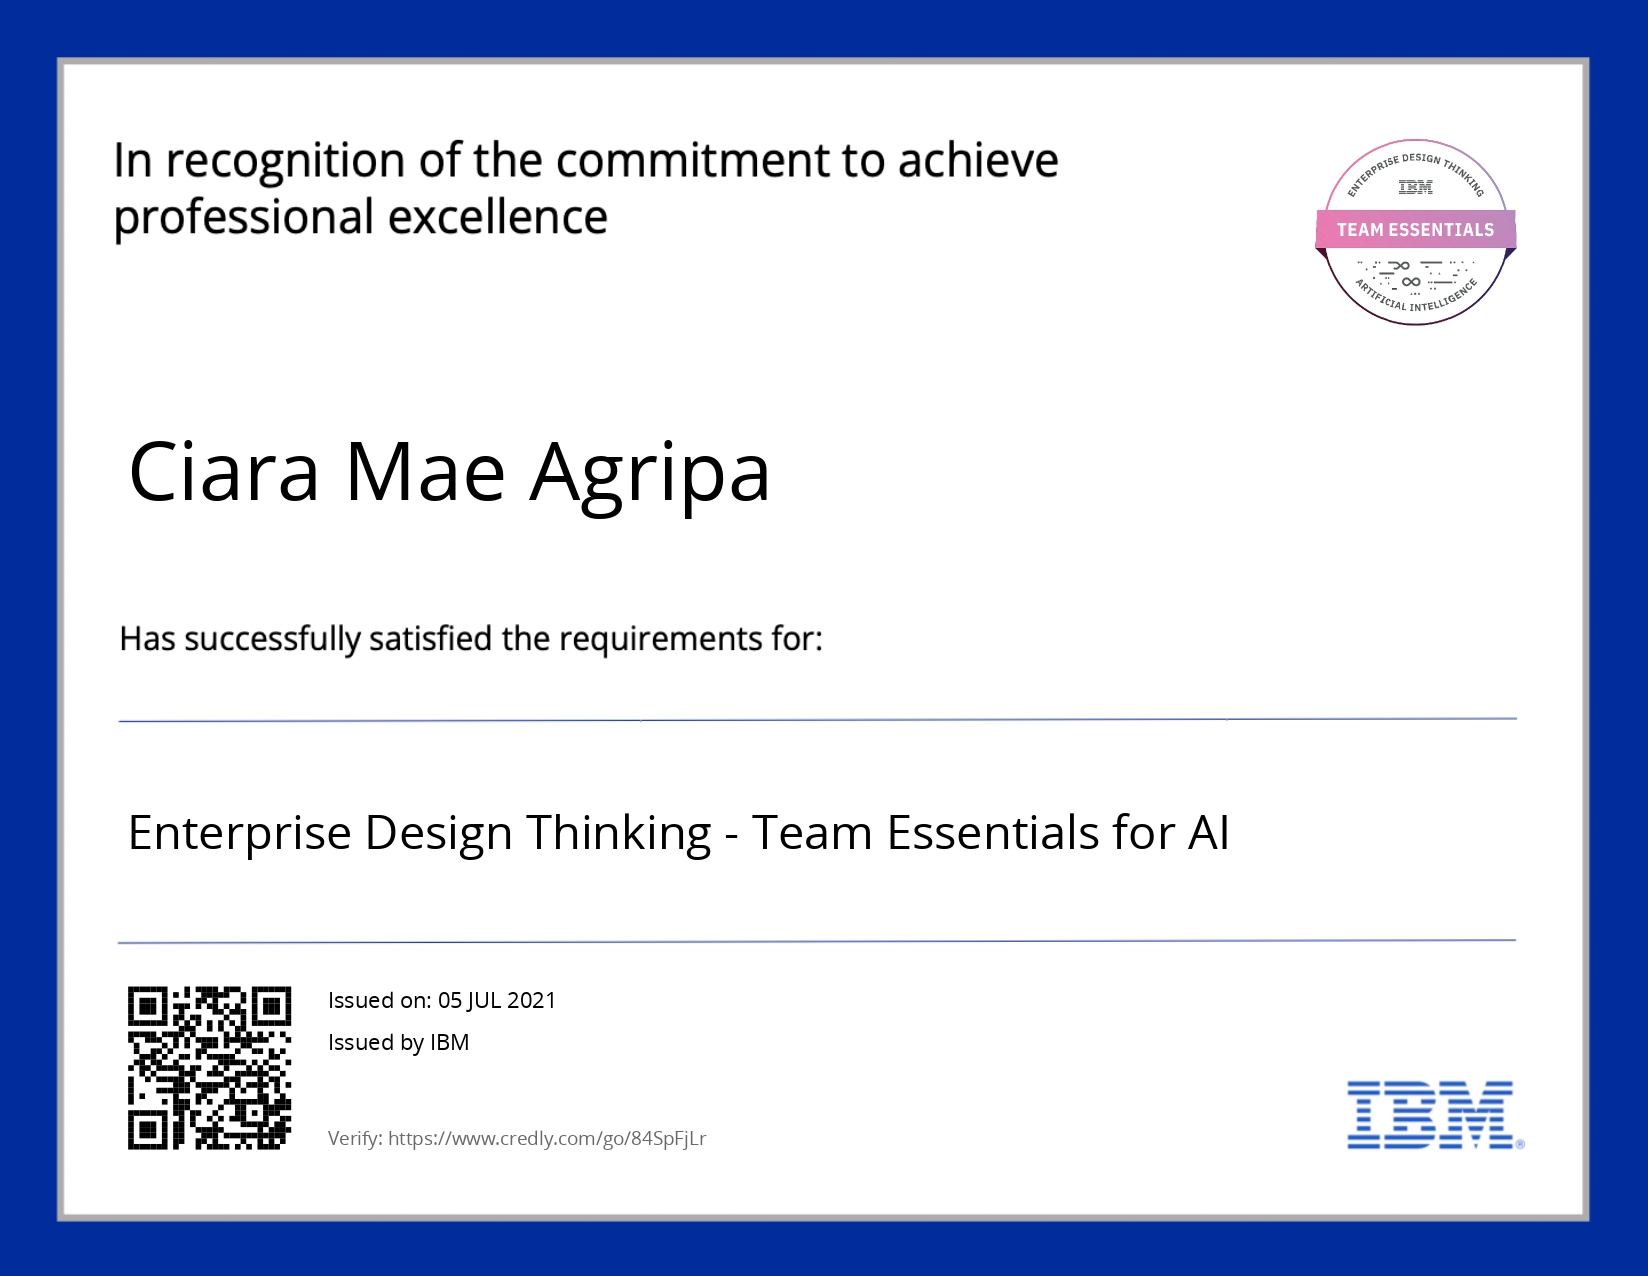 In recognition of the commitment to achieve
professional excellence
ENTERPRISE DESIGN THINKING
IBM
TEAM ESSENTIALS
ARTIFICIAL INTELLIGENCE
Ciara Mae Agripa
Has successfully satisfied the requirements for:
Enterprise Design Thinking - Team Essentials for AI
Issued on: 05 JUL 2021
Issued by IBM
Verify: https://www.credly.com/go/84SpFjLr
IBM®